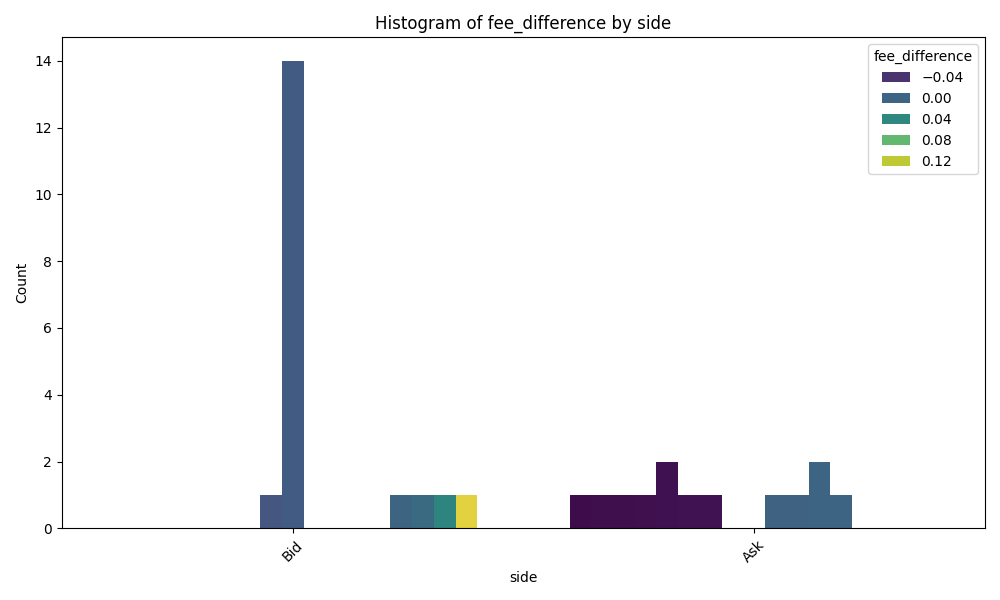 Histogram of fee_difference by side
fee_difference
−0.04
0.00
0.04
0.08
0.12
Count
14
12
10
8
6
4
2
0
Bid
Ask
side